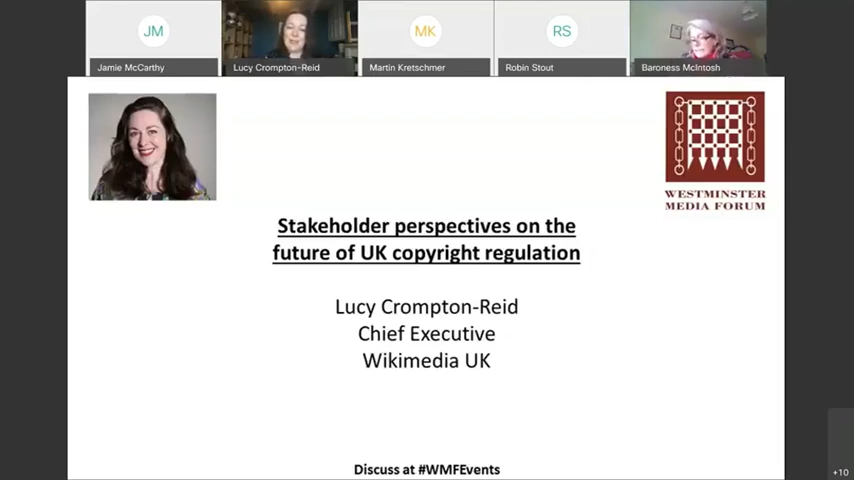 JM
MK
RS
Jamie McCarthy
Lucy Crompton-Reid
Martin Kretschmer
Robin Stout
Baroness McIntosh
WESTMINSTER
MEDIA FORUM
Stakeholder perspectives on the
future of UK copyright regulation
Lucy Crompton-Reid
Chief Executive
Wikimedia UK
Discuss at #WMFEvents
+10